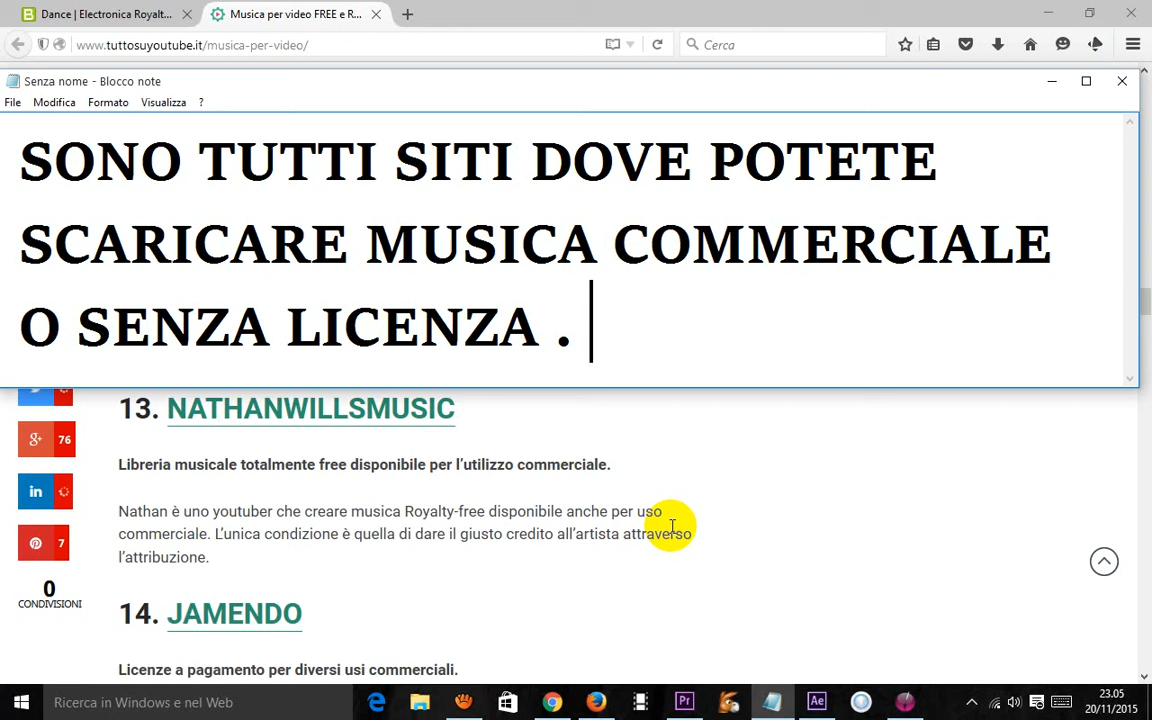 Dance | Electronica Royalt...
Musica per video FREE e R...
www.tuttosuyoutube.it/musica-per-video/
Cerca
Senza nome - Blocco note
File Modifica Formato Visualizza ?
SONO TUTTI SITI DOVE POTETE
SCARICARE MUSICA COMMERCIALE
O SENZA LICENZA .
13. NATHANWILLSMUSIC
76
Libreria musicale totalmente free disponibile per l'utilizzo commerciale.
Nathan è uno youtuber che creare musica Royalty-free disponibile anche per uso
commerciale. L'unica condizione è quella di dare il giusto credito all'artista attraverso
l'attribuzione.
7
0
CONDIVISIONI
14. JAMENDO
Licenze a pagamento per diversi usi commerciali.
Ricerca in Windows e nel Web
Pr
Ae
23.05
20/11/2015